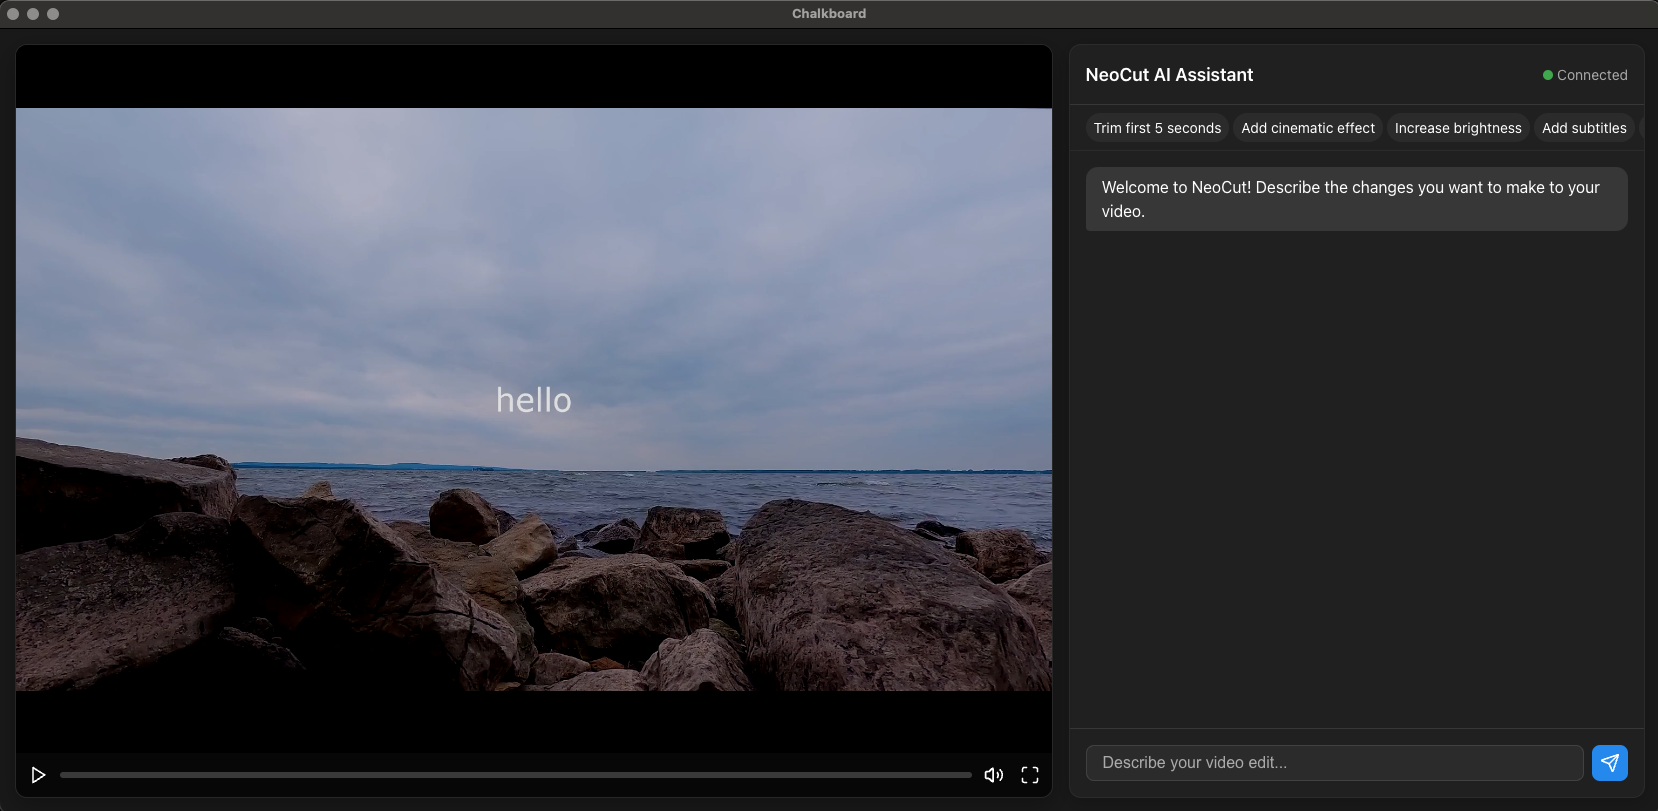 Chalkboard
hello
NeoCut AI Assistant
Connected
Trim first 5 seconds
Add cinematic effect
Increase brightness
Add subtitles
Welcome to NeoCut! Describe the changes you want to make to your
video.
Describe your video edit...